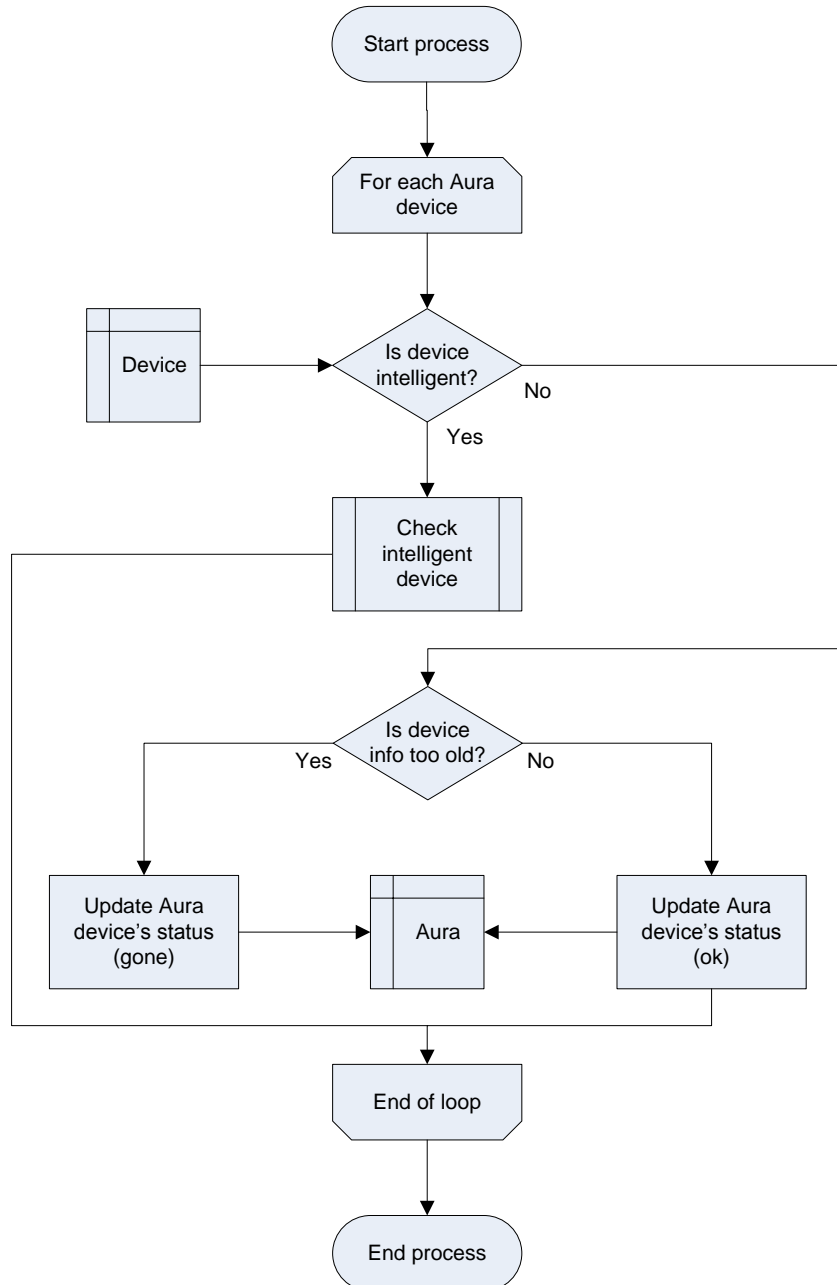 Start process
For each Aura
device
Device
Is device
intelligent?
No
Yes
Check
intelligent
device
Is device
info too old?
Yes
No
Update Aura
device's status
(gone)
Aura
Update Aura
device's status
(ok)
End of loop
End process